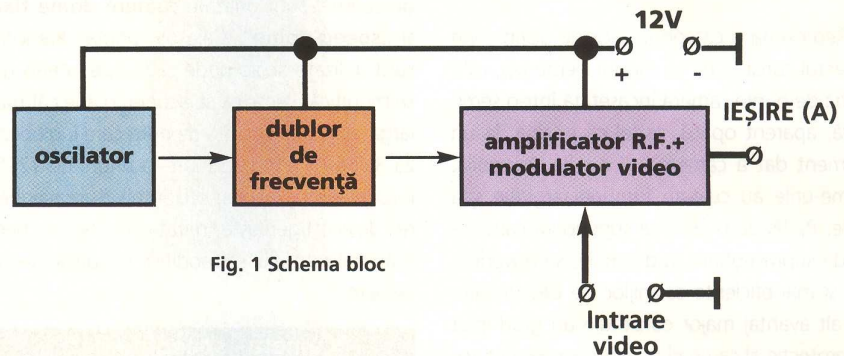 12V
+ -
IEȘIRE (A)
oscilator
dublor
de
frecvență
amplificator R.F.+
modulator video
Fig. 1 Schema bloc
Intrare
video